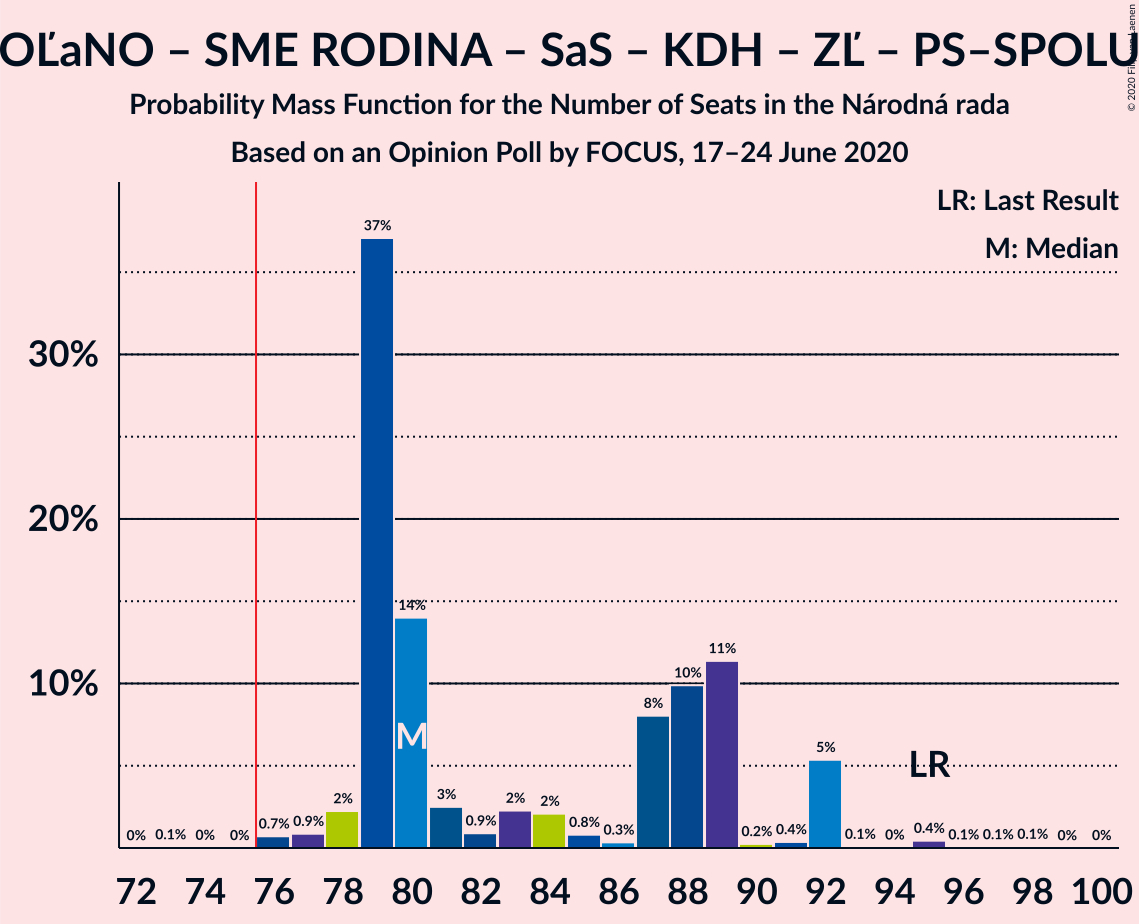 OĽaNO – SME RODINA – SaS – KDH – ZĽ – PS–SPOLU
Probability Mass Function for the Number of Seats in the Národná rada
Based on an Opinion Poll by FOCUS, 17–24 June 2020
© 2020 Filip van Laenen
LR: Last Result
M: Median
30%
20%
10%
0% 0.1% 0% 0% 0.7% 0.9% 2% 37% 14% 3% 0.9% 2% 2% 0.8% 0.3% 8% 10% 11% 0.2% 0.4% 5% 0.1% 0% 0.4% 0.1% 0.1% 0.1% 0% 0%
M
LR
72 74 76 78 80 82 84 86 88 90 92 94 96 98 100